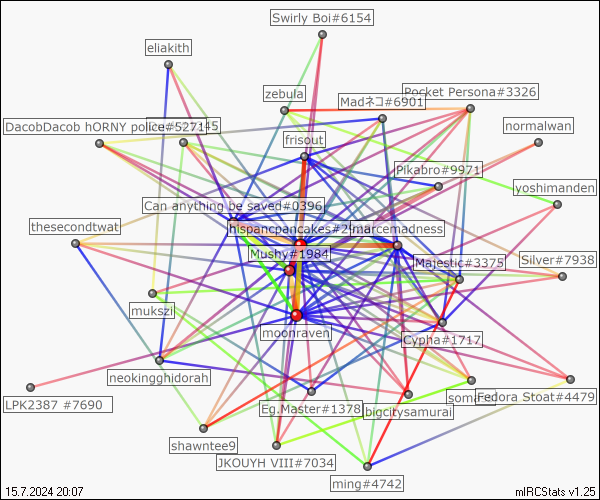 Swirly Boi#6154
eliakith
zebula
Pocket Persona#3326
Madネコ#6901
DacobDacob hORNY police#5271
45
normalwan
frisout
Pikabro#9971
yoshimanden
Can anything be saved#0396
hispancpancakes#2
marcemadness
thesecondtwat
Mushy#1984
Majestic#3375
Silver#7938
mukszi
moonraven
Cypha#1717
neokingghidorah
LPK2387 #7690
Eg.Master#1378
bigcitysamurai
soma
Fedora Stoat#4479
shawntee9
JKOUYH VIII#7034
ming#4742
15.7.2024 20:07
mIRCStats v1.25